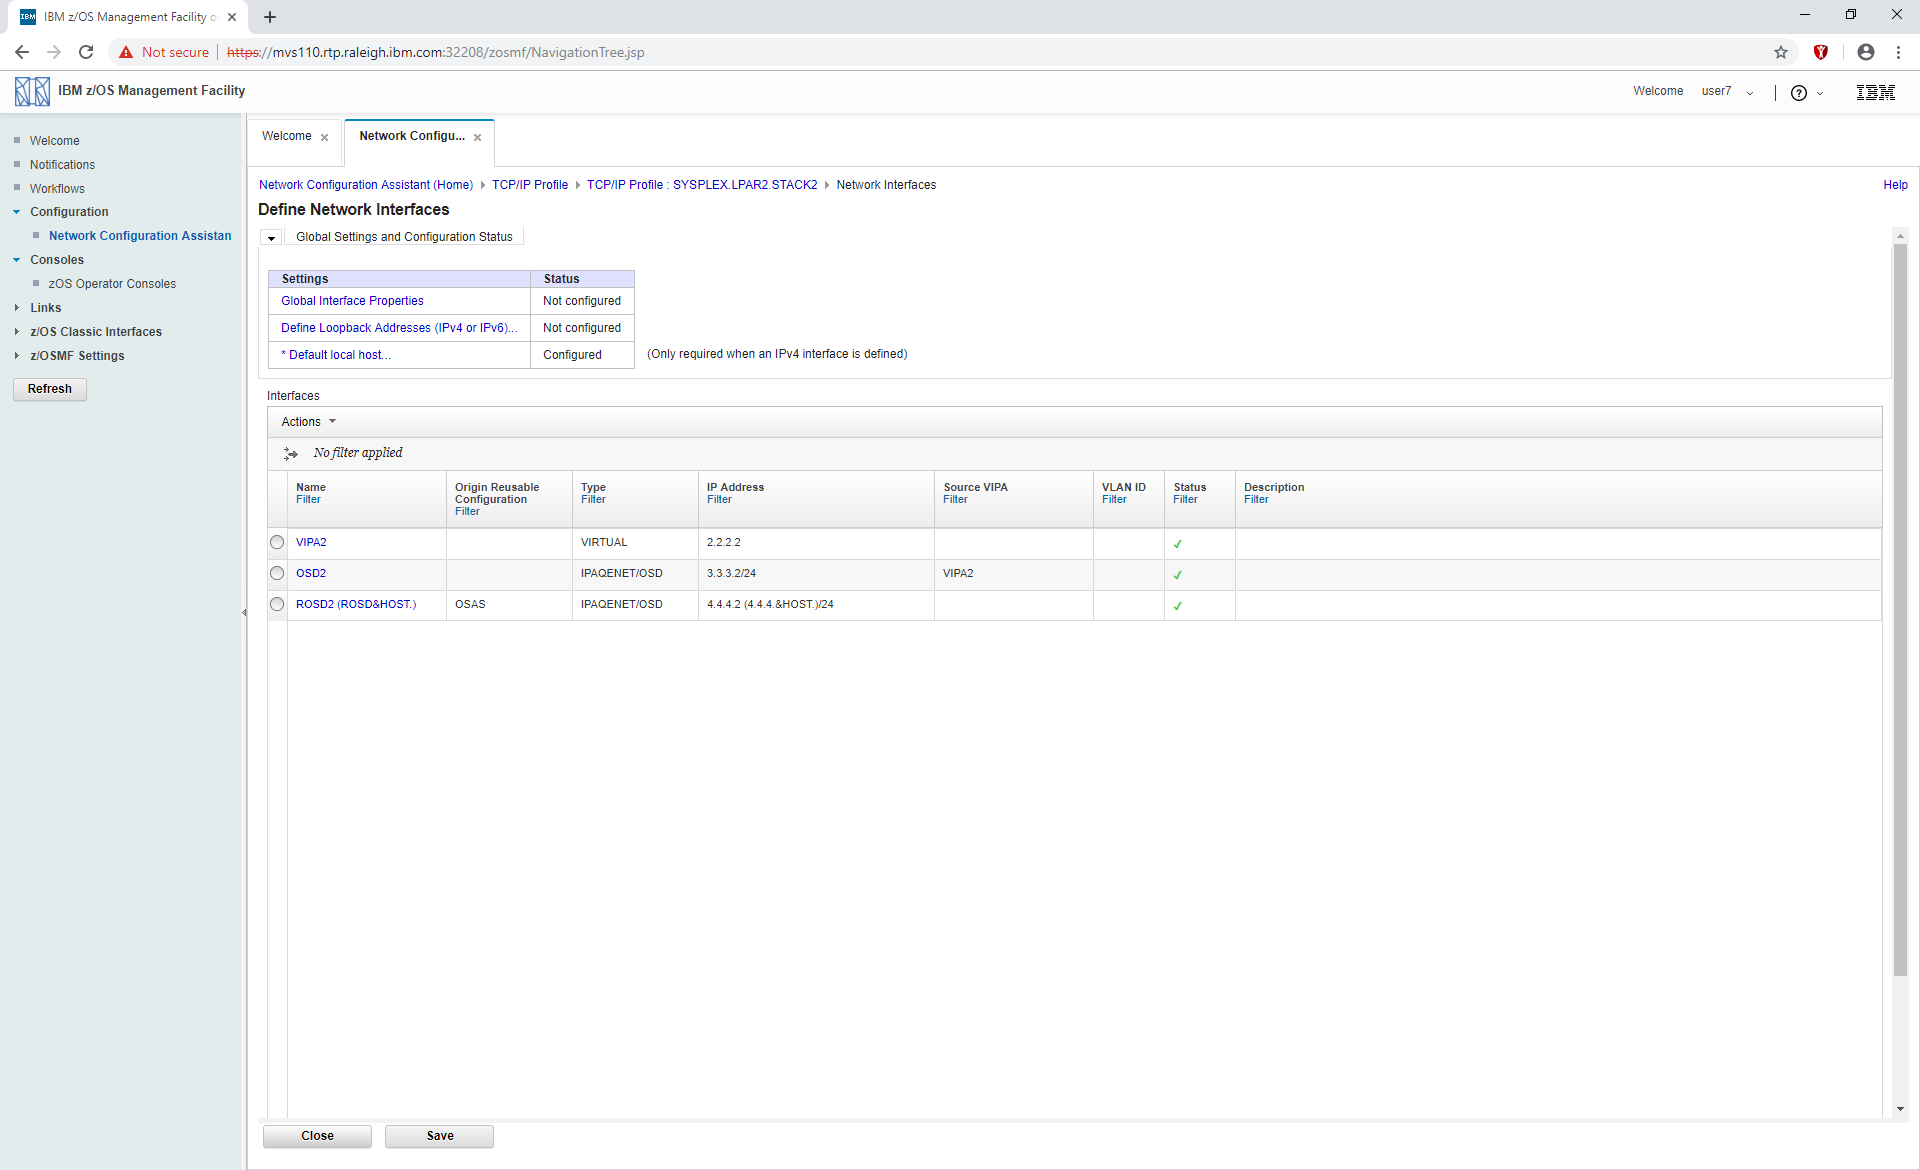 IBM z/OS Management Facility o
Not secure https://mvs110.rtp.raleigh.ibm.com:32208/zosmf/NavigationTree.jsp
IBM z/OS Management Facility
Welcome user7
IBM
Welcome
Notifications
Workflows
Configuration
Network Configuration Assistan
Consoles
zOS Operator Consoles
Links
z/OS Classic Interfaces
z/OSMF Settings
Refresh
Welcome Network Configu...
Network Configuration Assistant (Home) TCP/IP Profile TCP/IP Profile : SYSPLEX.LPAR2.STACK2 Network Interfaces Help
Define Network Interfaces
Global Settings and Configuration Status
Settings Status
Global Interface Properties Not configured
Define Loopback Addresses (IPv4 or IPv6)... Not configured
* Default local host... Configured (Only required when an IPv4 interface is defined)
Interfaces
Actions
No filter applied
Name Origin Reusable Type IP Address Source VIPA VLAN ID Status Description
Filter Configuration Filter Filter Filter Filter Filter Filter
Filter
VIPA2 VIRTUAL 2.2.2.2
OSD2 IPAQENET/OSD 3.3.3.2/24 VIPA2
ROSD2 (ROSD&HOST.) OSAS IPAQENET/OSD 4.4.4.2 (4.4.4.&HOST.)/24
Close Save